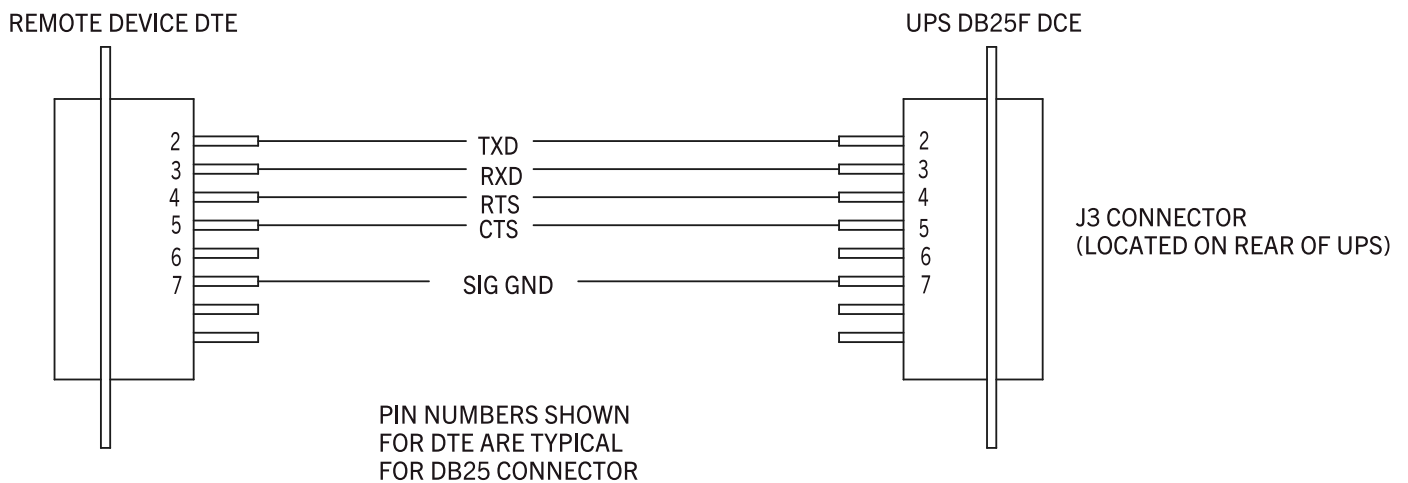 REMOTE DEVICE DTE
UPS DB25F DCE
2 TXD 2
3 RXD 3
4 RTS 4
5 CTS 5
6 6
7 SIG GND 7
J3 CONNECTOR
(LOCATED ON REAR OF UPS)
PIN NUMBERS SHOWN
FOR DTE ARE TYPICAL
FOR DB25 CONNECTOR